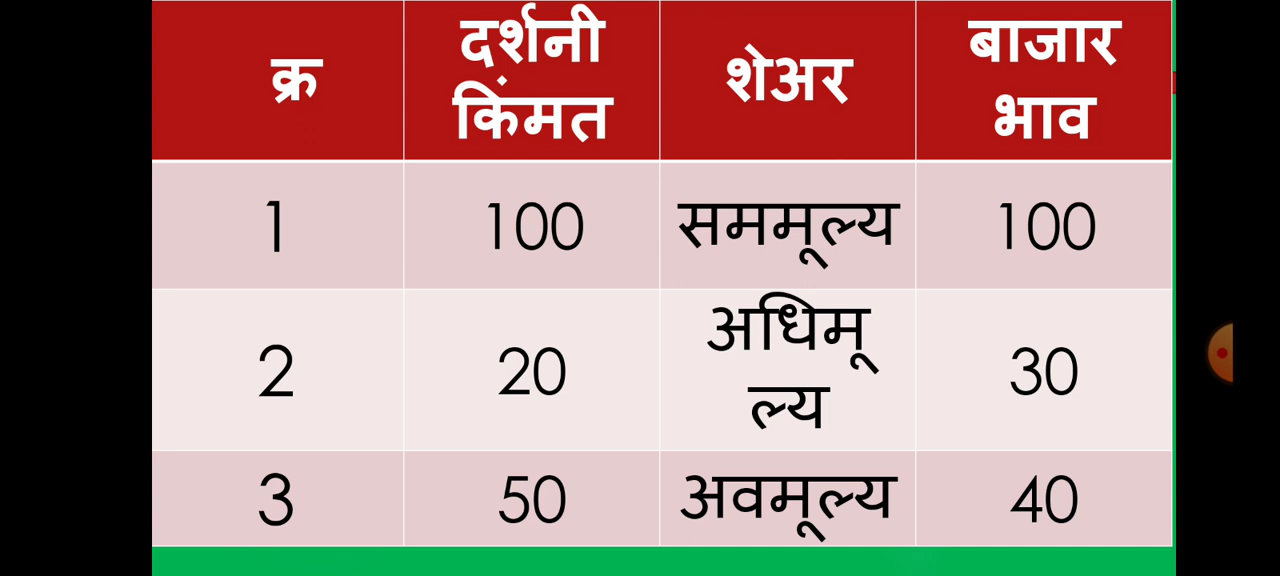 क्र
दर्शनी
किंमत
शेअर
बाजार
भाव
1
100
सममूल्य
100
2
20
अधिमू
ल्य
30
3
50
अवमूल्य
40